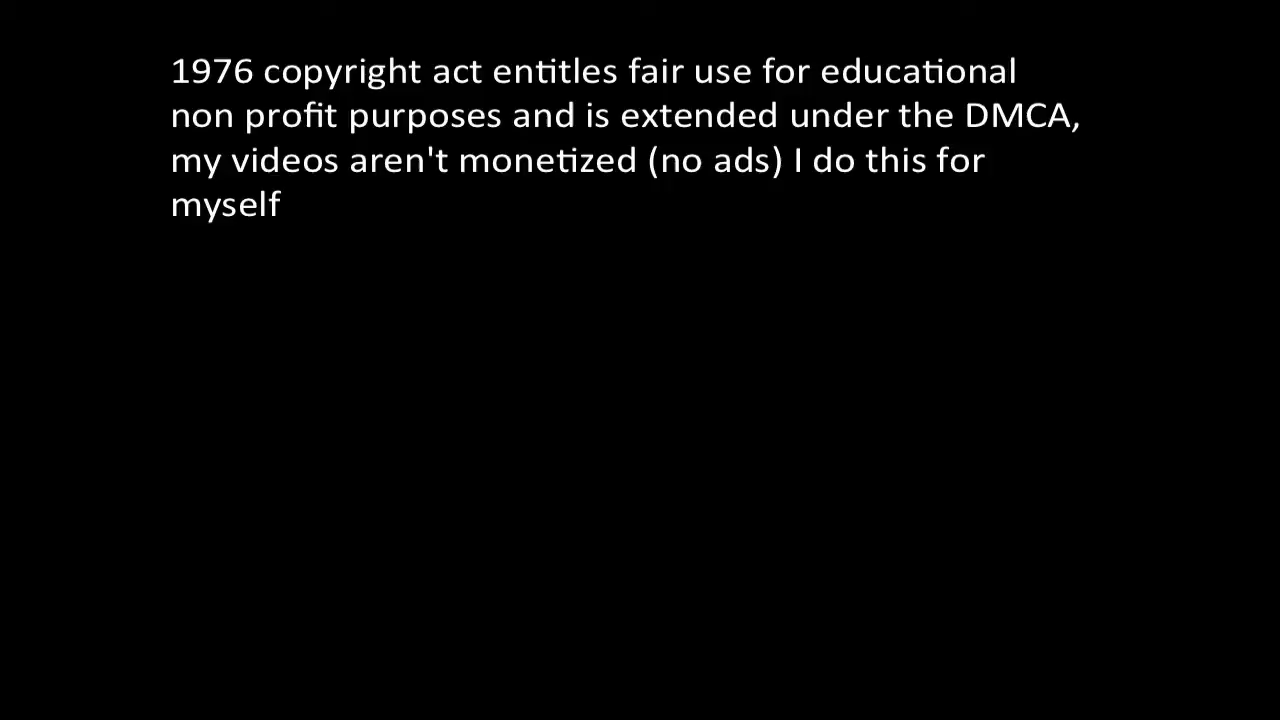 1976 copyright act entitles fair use for educational
non profit purposes and is extended under the DMCA,
my videos aren't monetized (no ads) I do this for
myself